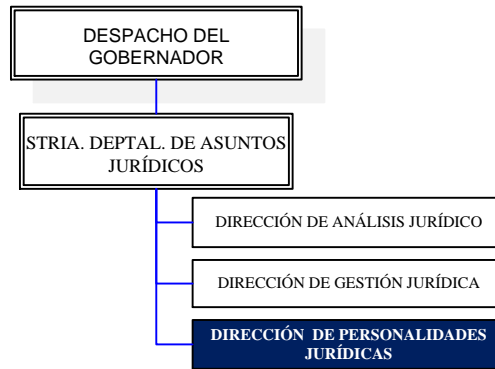 DESPACHO DEL
GOBERNADOR
STRIA. DEPTAL. DE ASUNTOS
JURÍDICOS
DIRECCIÓN DE ANÁLISIS JURÍDICO
DIRECCIÓN DE GESTIÓN JURÍDICA
DIRECCIÓN DE PERSONALIDADES
JURÍDICAS